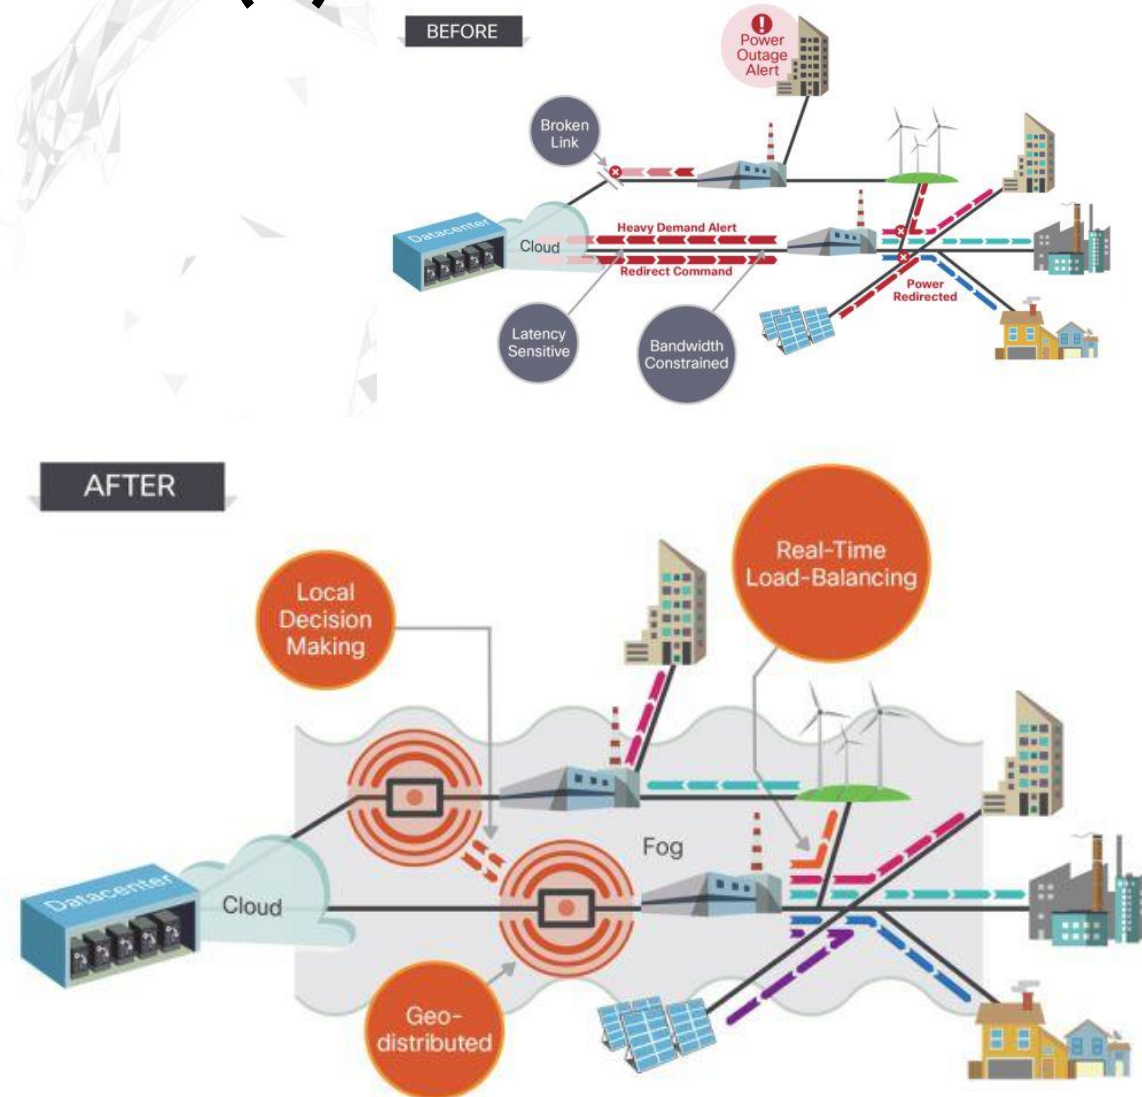 BEFORE
Power
Outage
Alert
Broken
Link
Datacenter
Cloud
Heavy Demand Alert
Redirect Command
Power
Redirected
Latency
Sensitive
Bandwidth
Constrained
AFTER
Real-Time
Load-Balancing
Local
Decision
Making
Fog
Datacenter
Cloud
Geo-
distributed